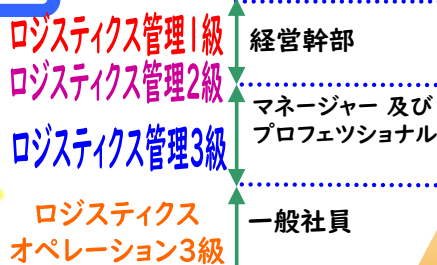 ロジスティクス管理1級
経営幹部
ロジスティクス管理2級
マネージャー 及び
プロフェッショナル
ロジスティクス管理3級
ロジスティクス
一般社員
オペレーション3級